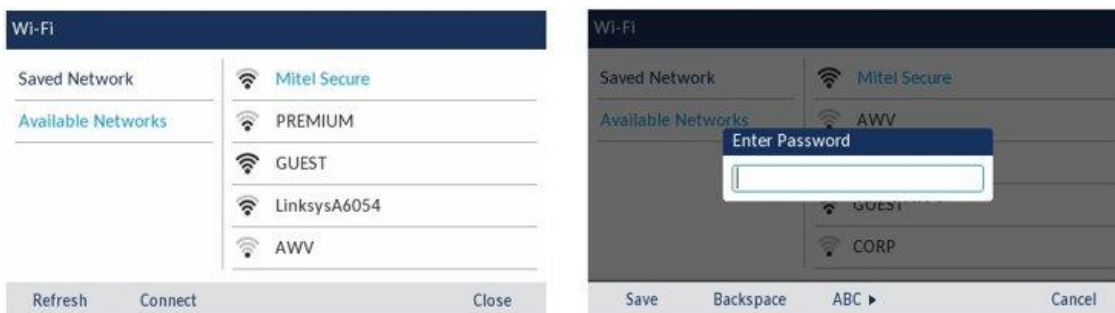 Wi-Fi
Saved Network
Available Networks
Mitel Secure
PREMIUM
GUEST
LinksysA6054
AWV
Refresh Connect Close
Wi-Fi
Saved Network
Available Networks
Mitel Secure
AWV
Enter Password
GUEST
CORP
Save Backspace ABC ▸ Cancel